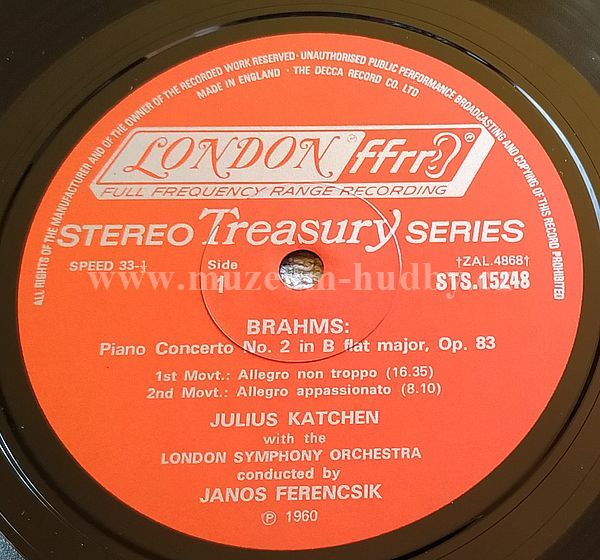 ALL RIGHTS OF THE MANUFACTURER AND OF THE OWNER OF THE RECORDED WORK RESERVED · UNAUTHORISED PUBLIC PERFORMANCE BROADCASTING AND COPYING OF THIS RECORD PROHIBITED
MADE IN ENGLAND · THE DECCA RECORD CO. LTD
LONDON ® ffrr ®
FULL FREQUENCY RANGE RECORDING
STEREO Treasury SERIES
SPEED 33-⅓ Side †ZAL.4868†
1 STS.15248
www.muzeum-hudby.cz
BRAHMS:
Piano Concerto No. 2 in B flat major, Op. 83
1st Movt.: Allegro non troppo (16.35)
2nd Movt.: Allegro appassionato (8.10)
JULIUS KATCHEN
with the
LONDON SYMPHONY ORCHESTRA
conducted by
JANOS FERENCSIK
℗ 1960